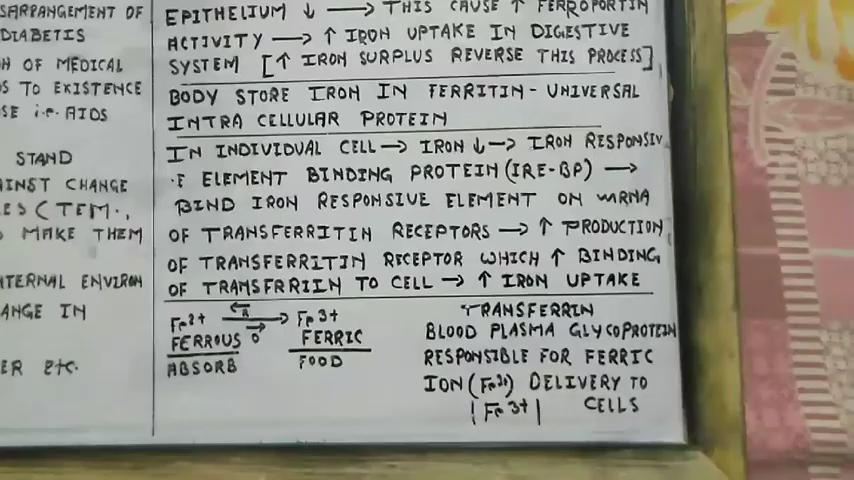 SARRANGEMENT OF
DIABETIS
H OF MEDICAL
S TO EXISTENCE
SE i.e. AIDS
STAND
AINST CHANGE
ES (TEM.,
MAKE THEM
TERNAL ENVIRON
ANGE IN
ER etc.
EPITHELIUM ↓ → THIS CAUSE ↑ FERROPORTIN
ACTIVITY → ↑ IRON UPTAKE IN DIGESTIVE
SYSTEM [↑ IRON SURPLUS REVERSE THIS PROCESS]
BODY STORE IRON IN FERRITIN - UNIVERSAL
INTRA CELLULAR PROTEIN
IN INDIVIDUAL CELL → IRON ↓ → IRON RESPONSIV
E ELEMENT BINDING PROTEIN (IRE-BP) →
BIND IRON RESPONSIVE ELEMENT ON mRNA
OF TRANSFERRITIN RECEPTORS → ↑ PRODUCTION
OF TRANSFERRITIN RECEPTOR WHICH ↑ BINDING
OF TRANSFRRIIN TO CELL → ↑ IRON UPTAKE
Fe2+ ←R → Fe3+
FERROUS →O FERRIC
ABSORB FOOD
TRANSFERRIN
BLOOD PLASMA GLYCOPROTEIN
RESPONSIBLE FOR FERRIC
ION (Fe3+) DELIVERY TO
|Fe3+| CELLS